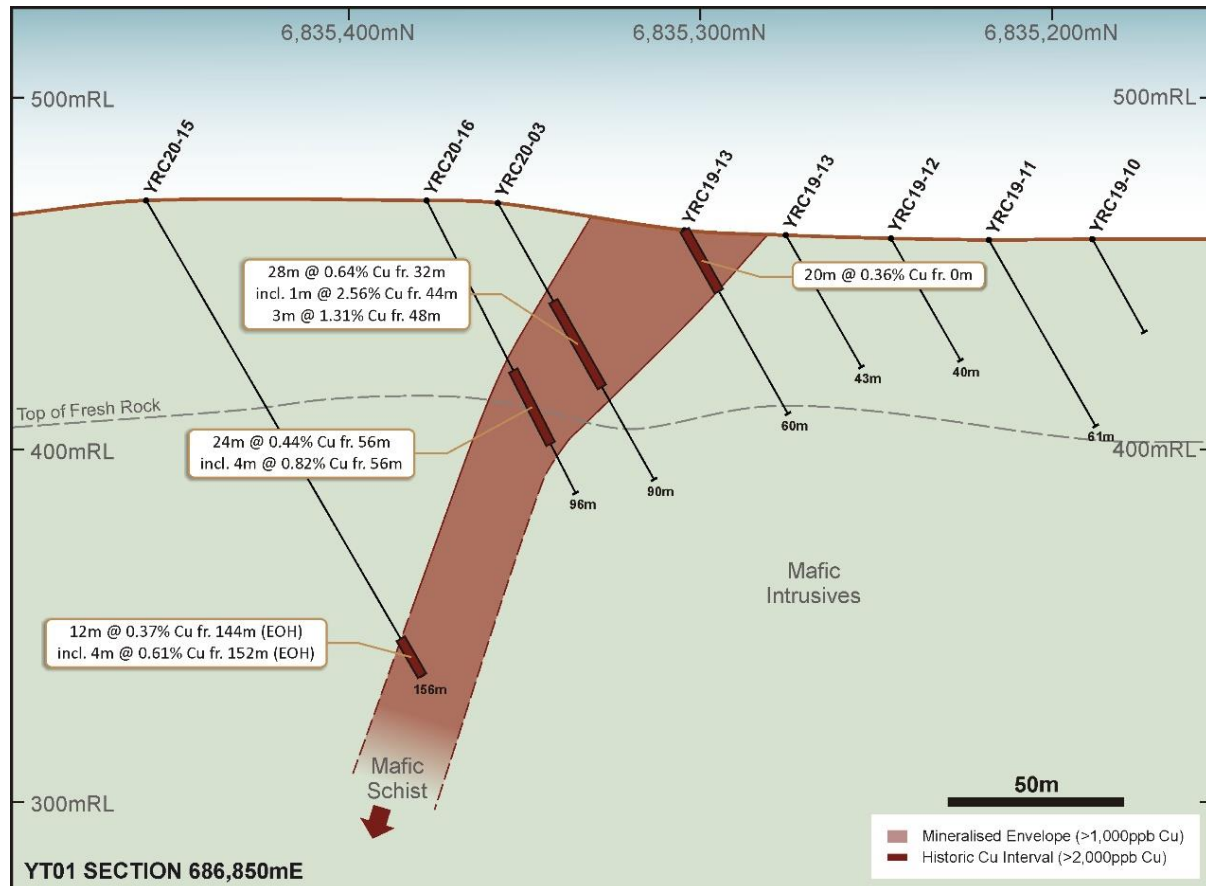 6,835,400mN
6,835,300mN
6,835,200mN
500mRL
500mRL
YRC20-15
YRC20-16
YRC20-03
YRC19-13
YRC19-13
YRC19-12
YRC19-11
YRC19-10
28m @ 0.64% Cu fr. 32m
incl. 1m @ 2.56% Cu fr. 44m
3m @ 1.31% Cu fr. 48m
20m @ 0.36% Cu fr. 0m
43m
40m
Top of Fresh Rock
60m
61m
24m @ 0.44% Cu fr. 56m
incl. 4m @ 0.82% Cu fr. 56m
400mRL
400mRL
96m
90m
Mafic
Intrusives
12m @ 0.37% Cu fr. 144m (EOH)
incl. 4m @ 0.61% Cu fr. 152m (EOH)
156m
Mafic
Schist
50m
300mRL
Mineralised Envelope (>1,000ppb Cu)
Historic Cu Interval (>2,000ppb Cu)
YT01 SECTION 686,850mE